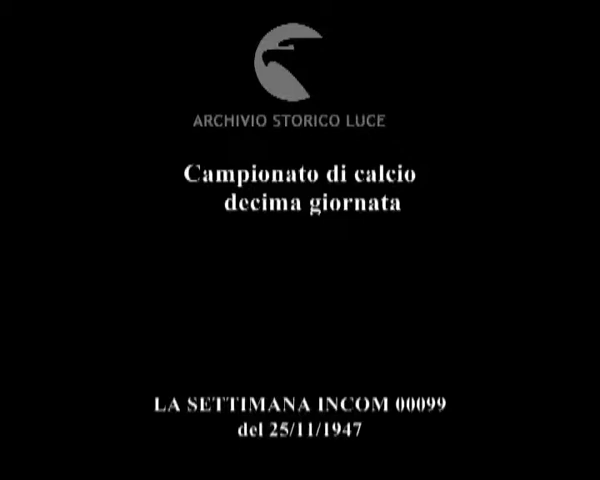 ARCHIVIO STORICO LUCE
Campionato di calcio
decima giornata
LA SETTIMANA INCOM 00099
del 25/11/1947